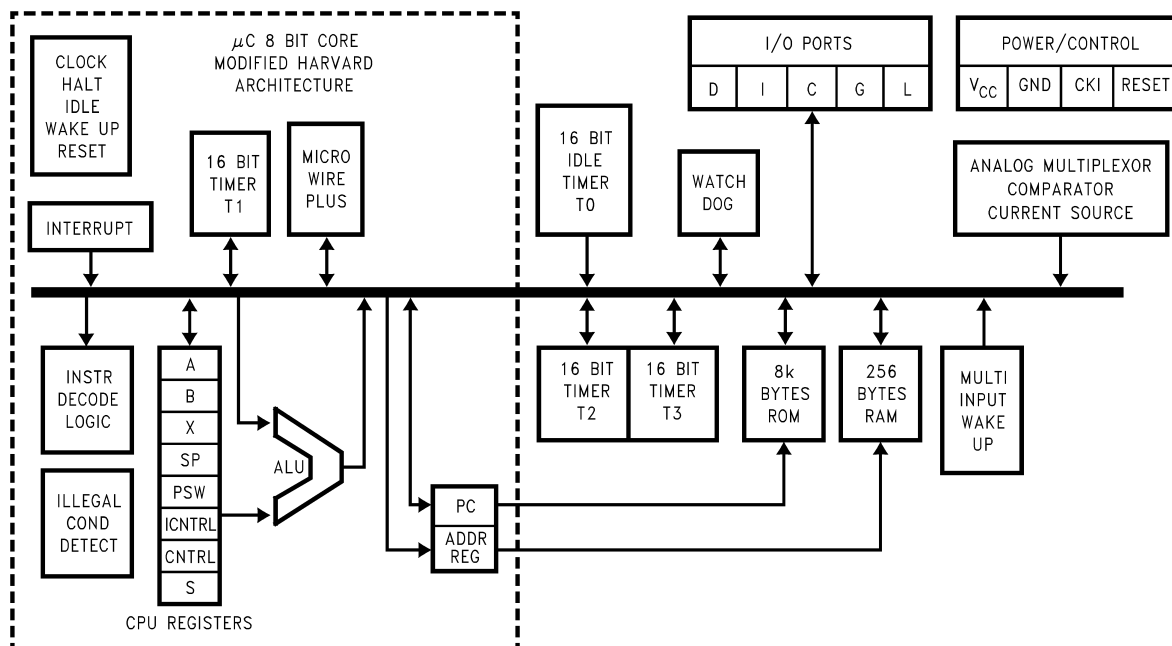 μC 8 BIT CORE
MODIFIED HARVARD
ARCHITECTURE
CLOCK
HALT
IDLE
WAKE UP
RESET
INTERRUPT
16 BIT
TIMER
T1
MICRO
WIRE
PLUS
16 BIT
IDLE
TIMER
T0
WATCH
DOG
I/O PORTS
D I C G L
POWER/CONTROL
VCC GND CKI RESET
ANALOG MULTIPLEXOR
COMPARATOR
CURRENT SOURCE
INSTR
DECODE
LOGIC
ILLEGAL
COND
DETECT
A
B
X
SP
PSW
ICNTRL
CNTRL
S
CPU REGISTERS
ALU
PC
ADDR
REG
16 BIT
TIMER
T2
16 BIT
TIMER
T3
8k
BYTES
ROM
256
BYTES
RAM
MULTI
INPUT
WAKE
UP